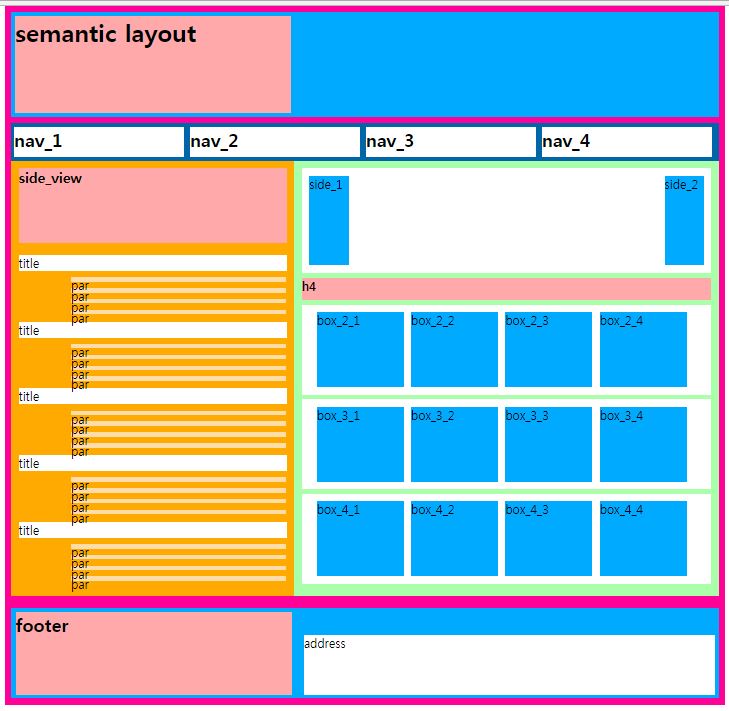 semantic layout
nav_1 nav_2 nav_3 nav_4
side_view
title
par
par
par
par
title
par
par
par
par
title
par
par
par
par
title
par
par
par
par
title
par
par
par
par
side_1 side_2
h4
box_2_1 box_2_2 box_2_3 box_2_4
box_3_1 box_3_2 box_3_3 box_3_4
box_4_1 box_4_2 box_4_3 box_4_4
footer
address